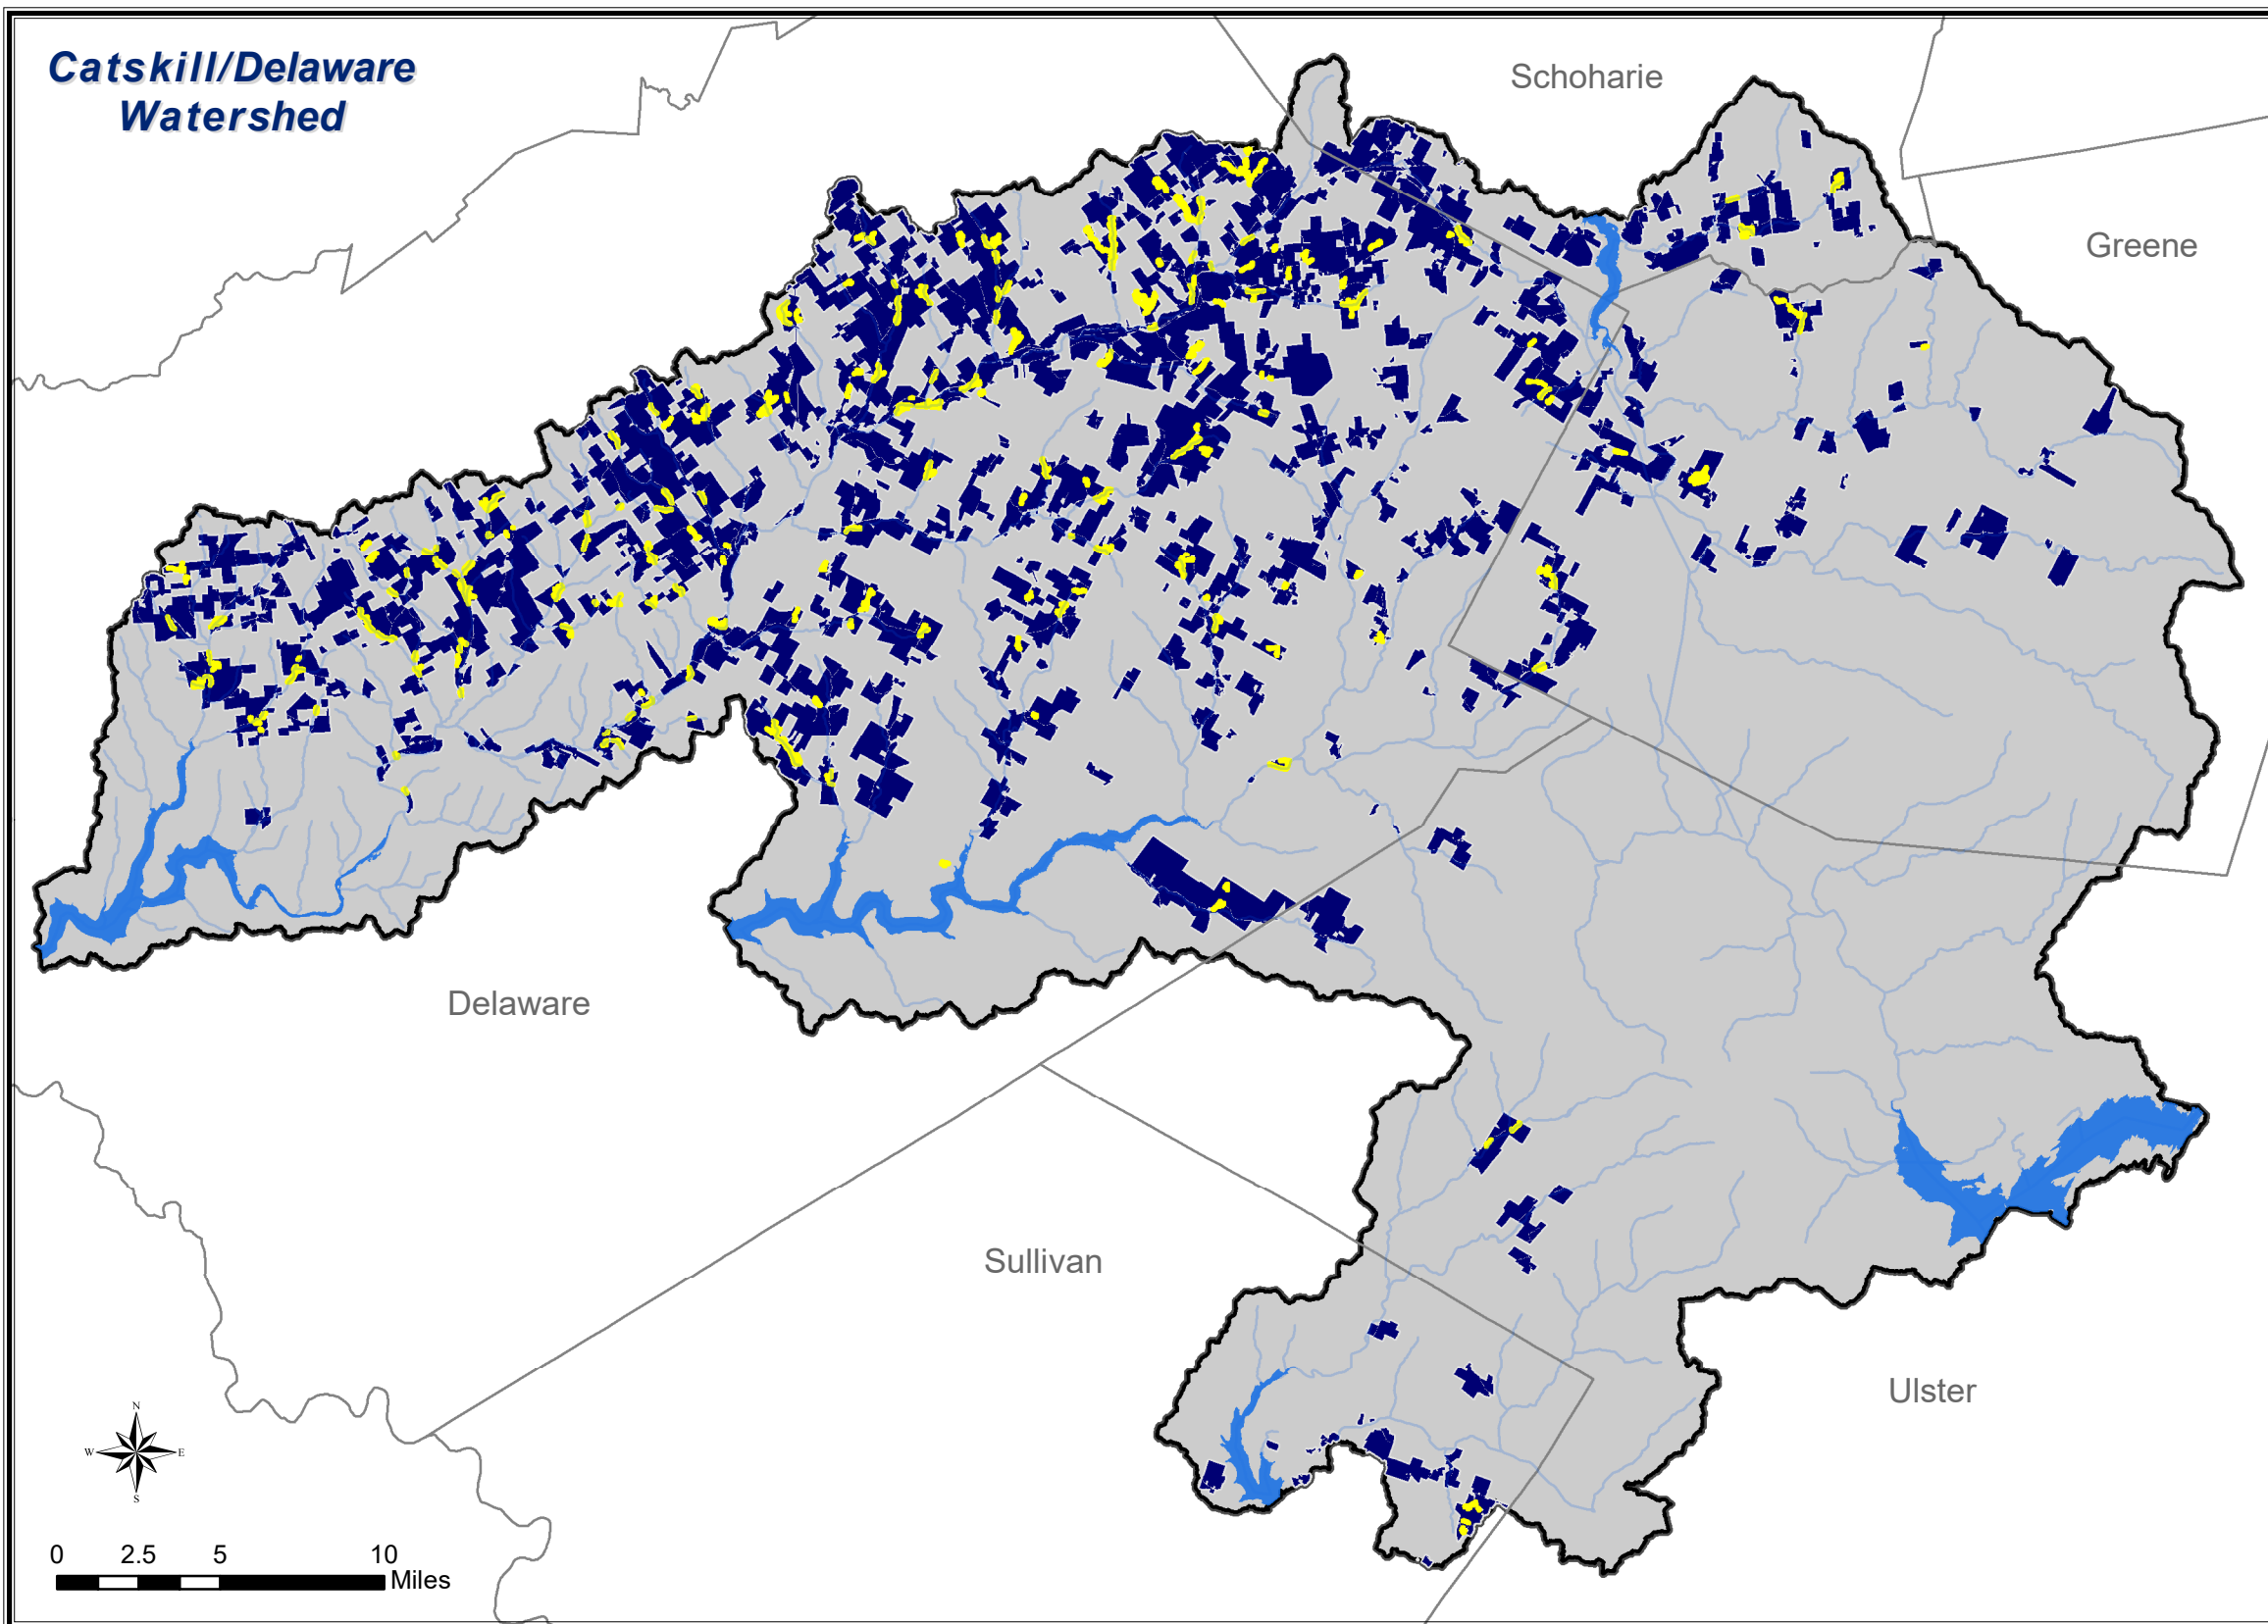 Catskill/Delaware
Watershed
Schoharie
Greene
Delaware
Sullivan
Ulster
N
W E
S
0 2.5 5 10
Miles